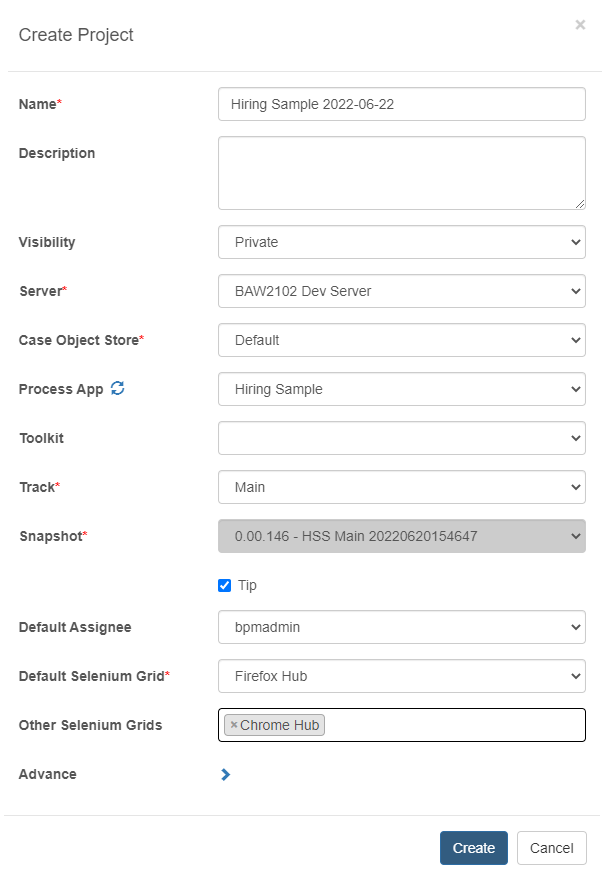 Create Project
×
Name*
Hiring Sample 2022-06-22
Description
Visibility
Private
Server*
BAW2102 Dev Server
Case Object Store*
Default
Process App
Hiring Sample
Toolkit
Track*
Main
Snapshot*
0.00.146 - HSS Main 20220620154647
Tip
Default Assignee
bpmadmin
Default Selenium Grid*
Firefox Hub
Other Selenium Grids
×Chrome Hub
Advance
Create
Cancel